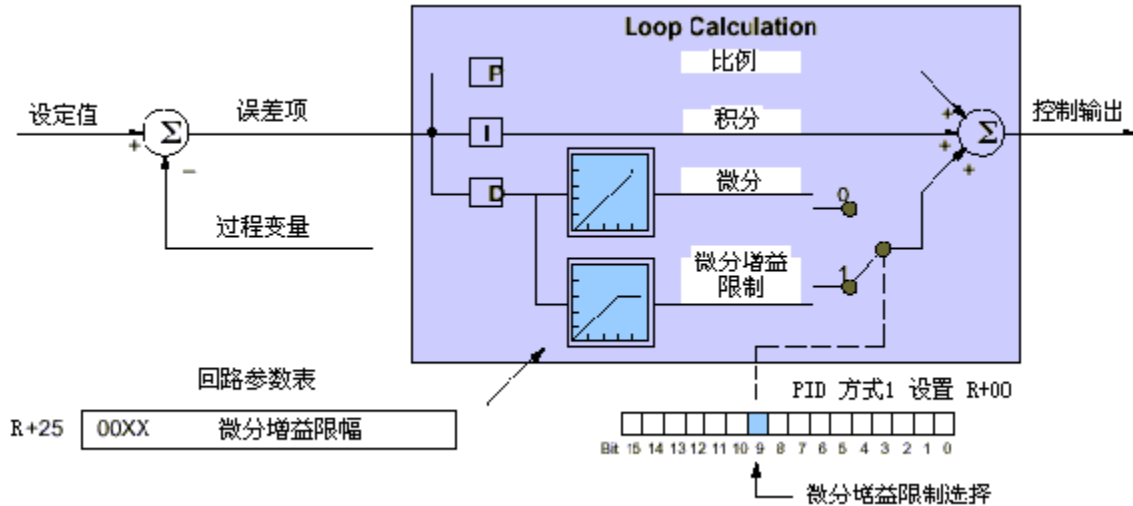 Loop Calculation
P
比例
设定值
Σ
误差项
I
积分
Σ
控制输出
+
+
+
+
−
D
微分
0
过程变量
微分增益
限制
1
回路参数表
PID 方式1 设置 R+00
R+25
00XX
微分增益限幅
Bit 15 14 13 12 11 10 9 8 7 6 5 4 3 2 1 0
微分增益限制选择